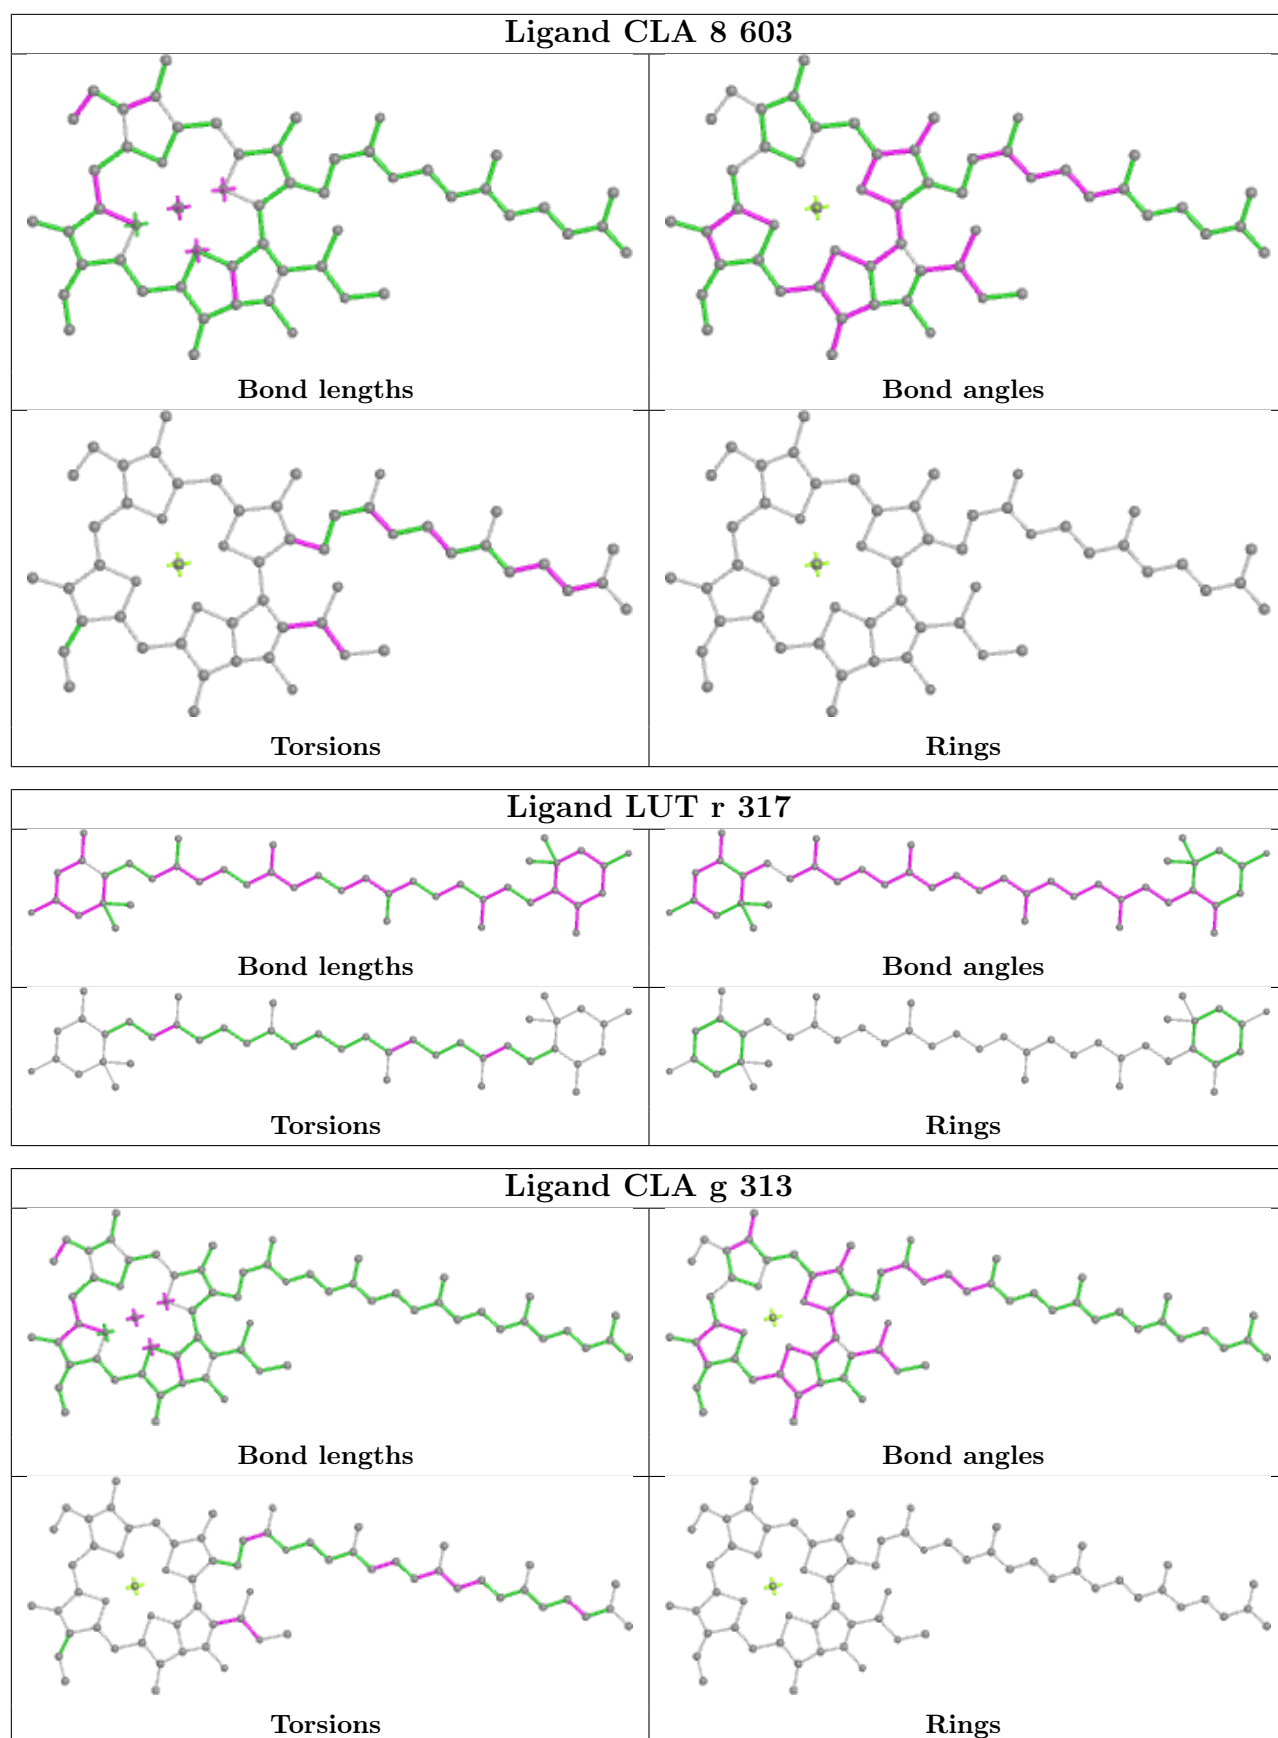 Ligand CLA 8 603
Bond lengths
Bond angles
Torsions
Rings
Ligand LUT r 317
Bond lengths
Bond angles
Torsions
Rings
Ligand CLA g 313
Bond lengths
Bond angles
Torsions
Rings